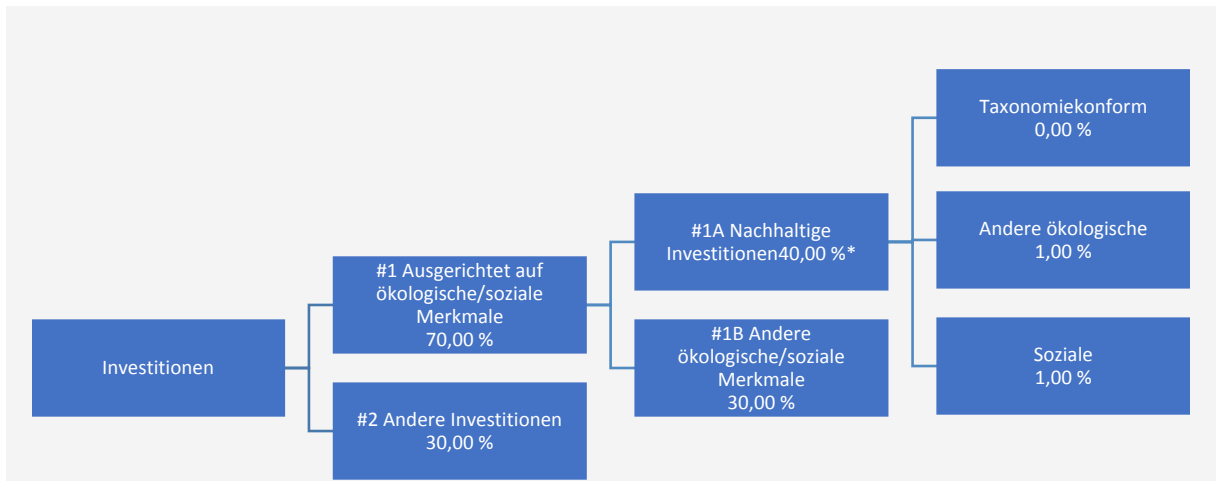 Investitionen
#1 Ausgerichtet auf
ökologische/soziale
Merkmale
70,00 %
#2 Andere Investitionen
30,00 %
#1A Nachhaltige
Investitionen40,00 %*
#1B Andere
ökologische/soziale
Merkmale
30,00 %
Taxonomiekonform
0,00 %
Andere ökologische
1,00 %
Soziale
1,00 %